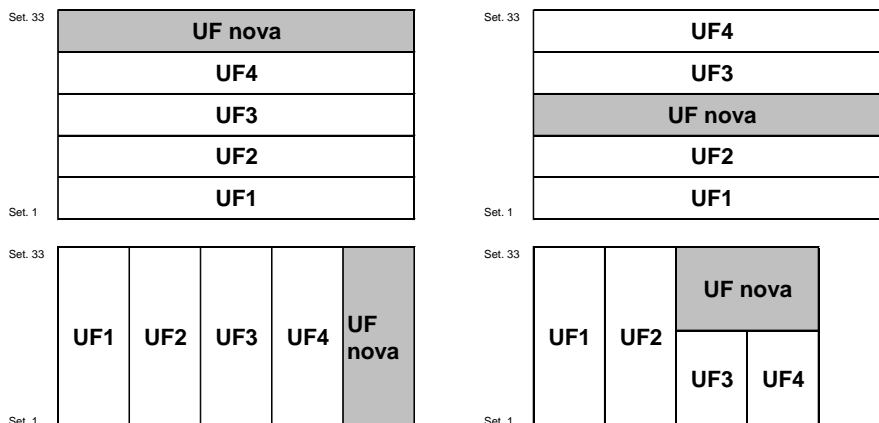 Set. 33
UF nova
UF4
UF3
UF2
UF1
Set. 1
Set. 33
UF4
UF3
UF nova
UF2
UF1
Set. 1
Set. 33
UF1 UF2 UF3 UF4 UF
nova
Set. 1
Set. 33
UF nova
UF1 UF2
UF3 UF4
Set. 1